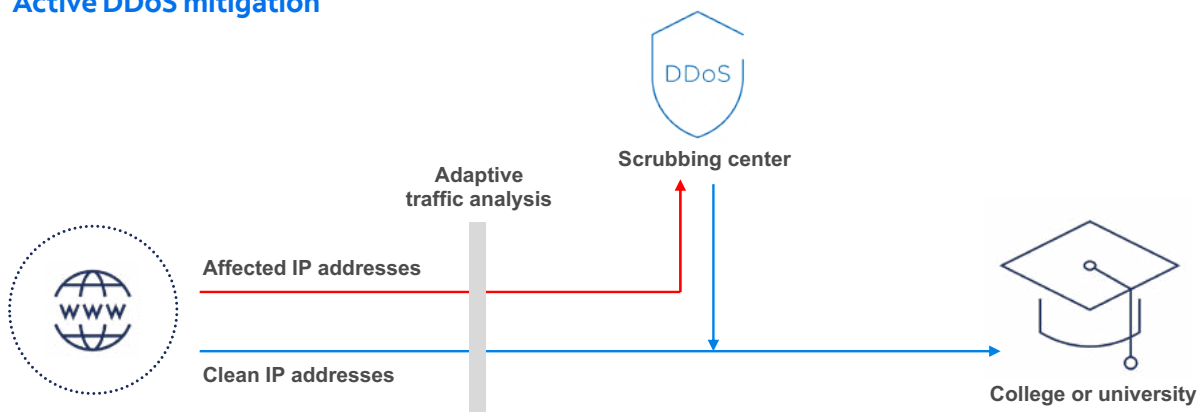 Active DDoS mitigation
DDoS
Scrubbing center
Adaptive
traffic analysis
Affected IP addresses
www
Clean IP addresses
College or university